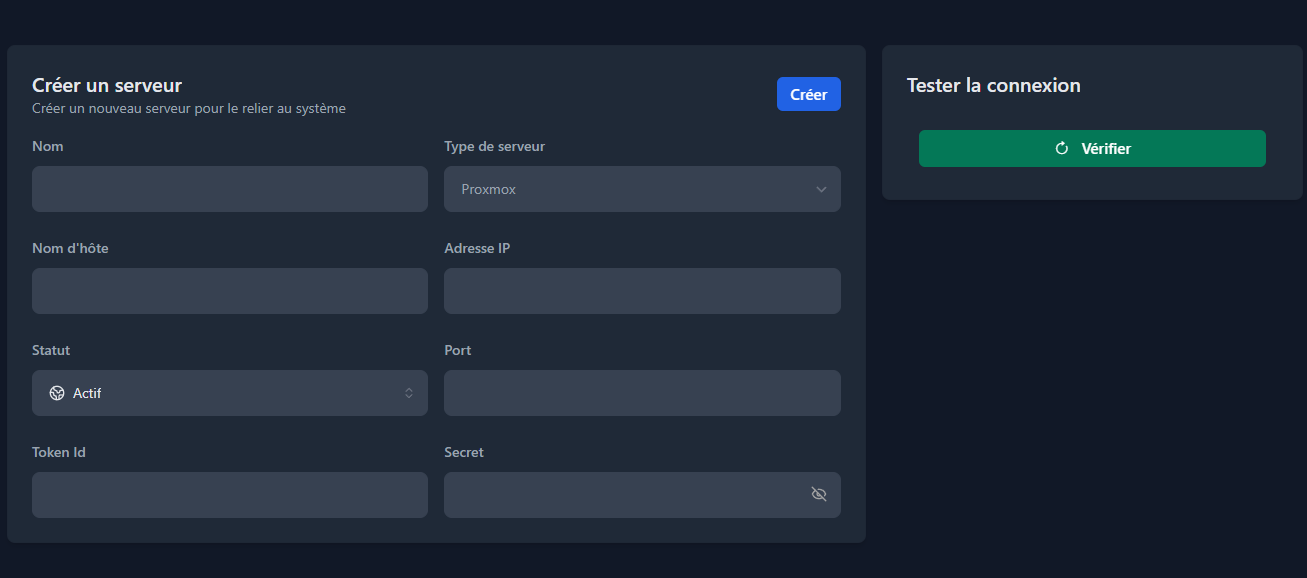 Créer un serveur
Créer un nouveau serveur pour le relier au système
Créer
Nom
Type de serveur
Proxmox
Nom d'hôte
Adresse IP
Statut
Actif
Port
Token Id
Secret
Tester la connexion
Vérifier